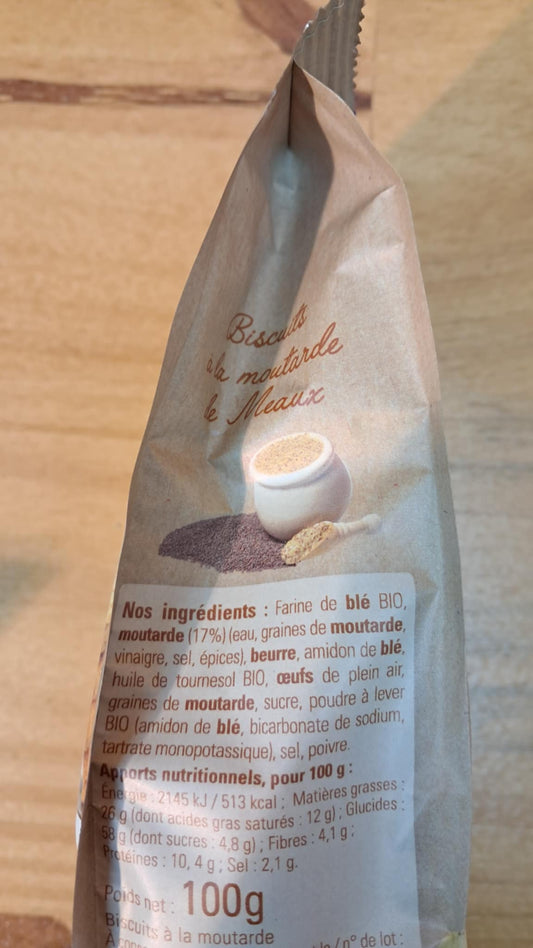 Biscuits
à la moutarde
de Meaux
Nos ingrédients : Farine de blé BIO,
moutarde (17%) (eau, graines de moutarde,
vinaigre, sel, épices), beurre, amidon de blé,
huile de tournesol BIO, œufs de plein air,
graines de moutarde, sucre, poudre à lever
BIO (amidon de blé, bicarbonate de sodium,
tartrate monopotassique), sel, poivre.
Apports nutritionnels, pour 100 g :
Énergie : 2145 kJ / 513 kcal ; Matières grasses :
26 g (dont acides gras saturés : 12 g) ; Glucides :
58 g (dont sucres : 4,8 g) ; Fibres : 4,1 g ;
Protéines : 10, 4 g ; Sel : 2,1 g.
Poids net : 100g
Biscuits à la moutarde
À / n° de lot :